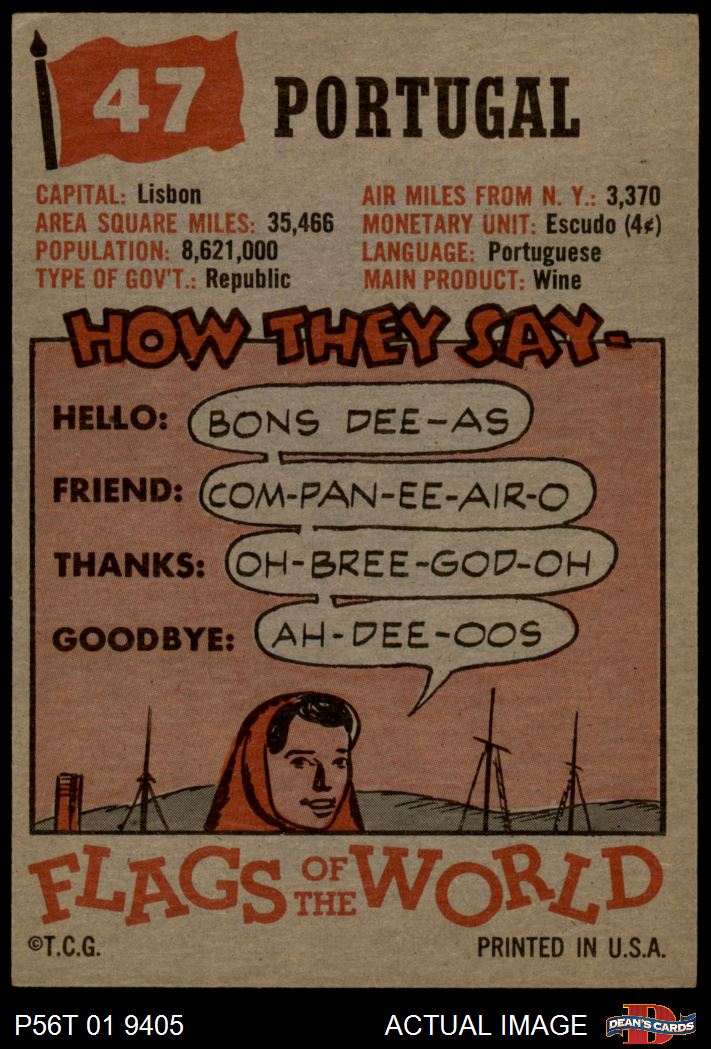 47 PORTUGAL
CAPITAL: Lisbon
AREA SQUARE MILES: 35,466
POPULATION: 8,621,000
TYPE OF GOV'T.: Republic
AIR MILES FROM N. Y.: 3,370
MONETARY UNIT: Escudo (4¢)
LANGUAGE: Portuguese
MAIN PRODUCT: Wine
HOW THEY SAY-
HELLO: BONS DEE-AS
FRIEND: COM-PAN-EE-AIR-O
THANKS: OH-BREE-GOD-OH
GOODBYE: AH-DEE-OOS
FLAGS OF THE WORLD
©T.C.G. PRINTED IN U.S.A.
P56T 01 9405 ACTUAL IMAGE D DEAN'S CARDS